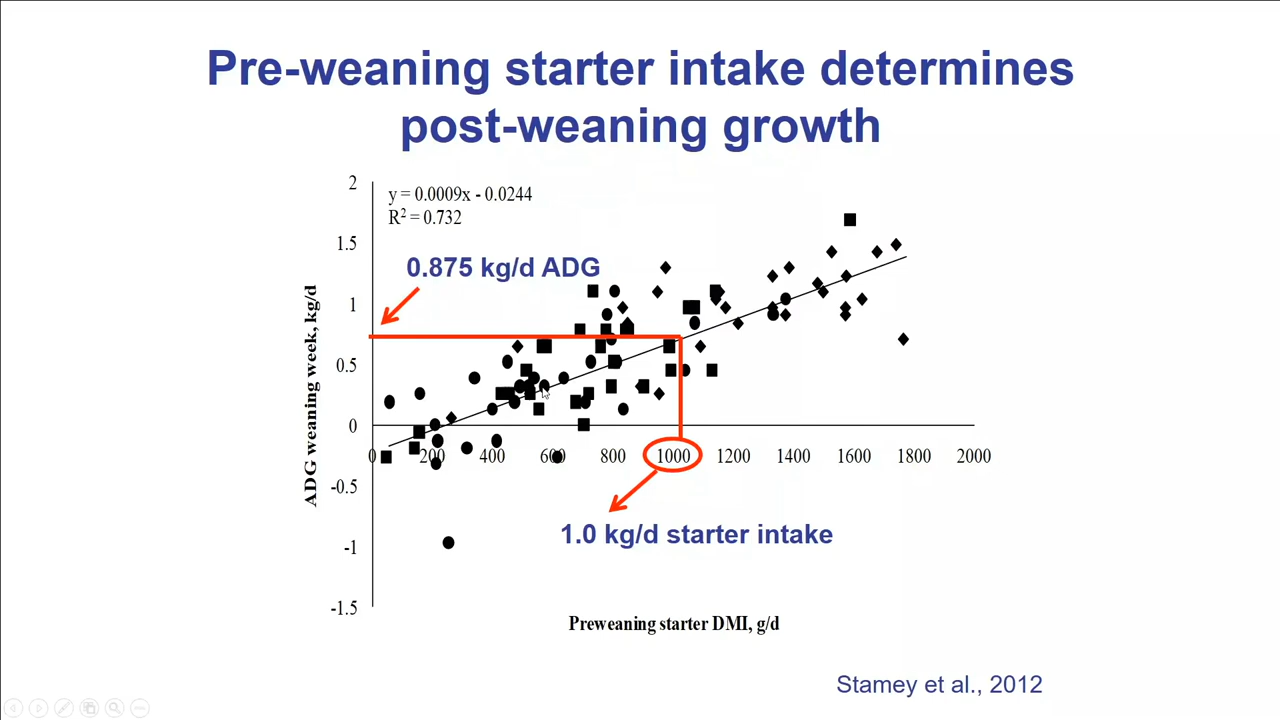 Pre-weaning starter intake determines
post-weaning growth
y = 0.0009x - 0.0244
R² = 0.732
0.875 kg/d ADG
ADG weaning week, kg/d
2
1.5
1
0.5
0
-0.5
-1
-1.5
0 200 400 600 800 1000 1200 1400 1600 1800 2000
1.0 kg/d starter intake
Preweaning starter DMI, g/d
Stamey et al., 2012